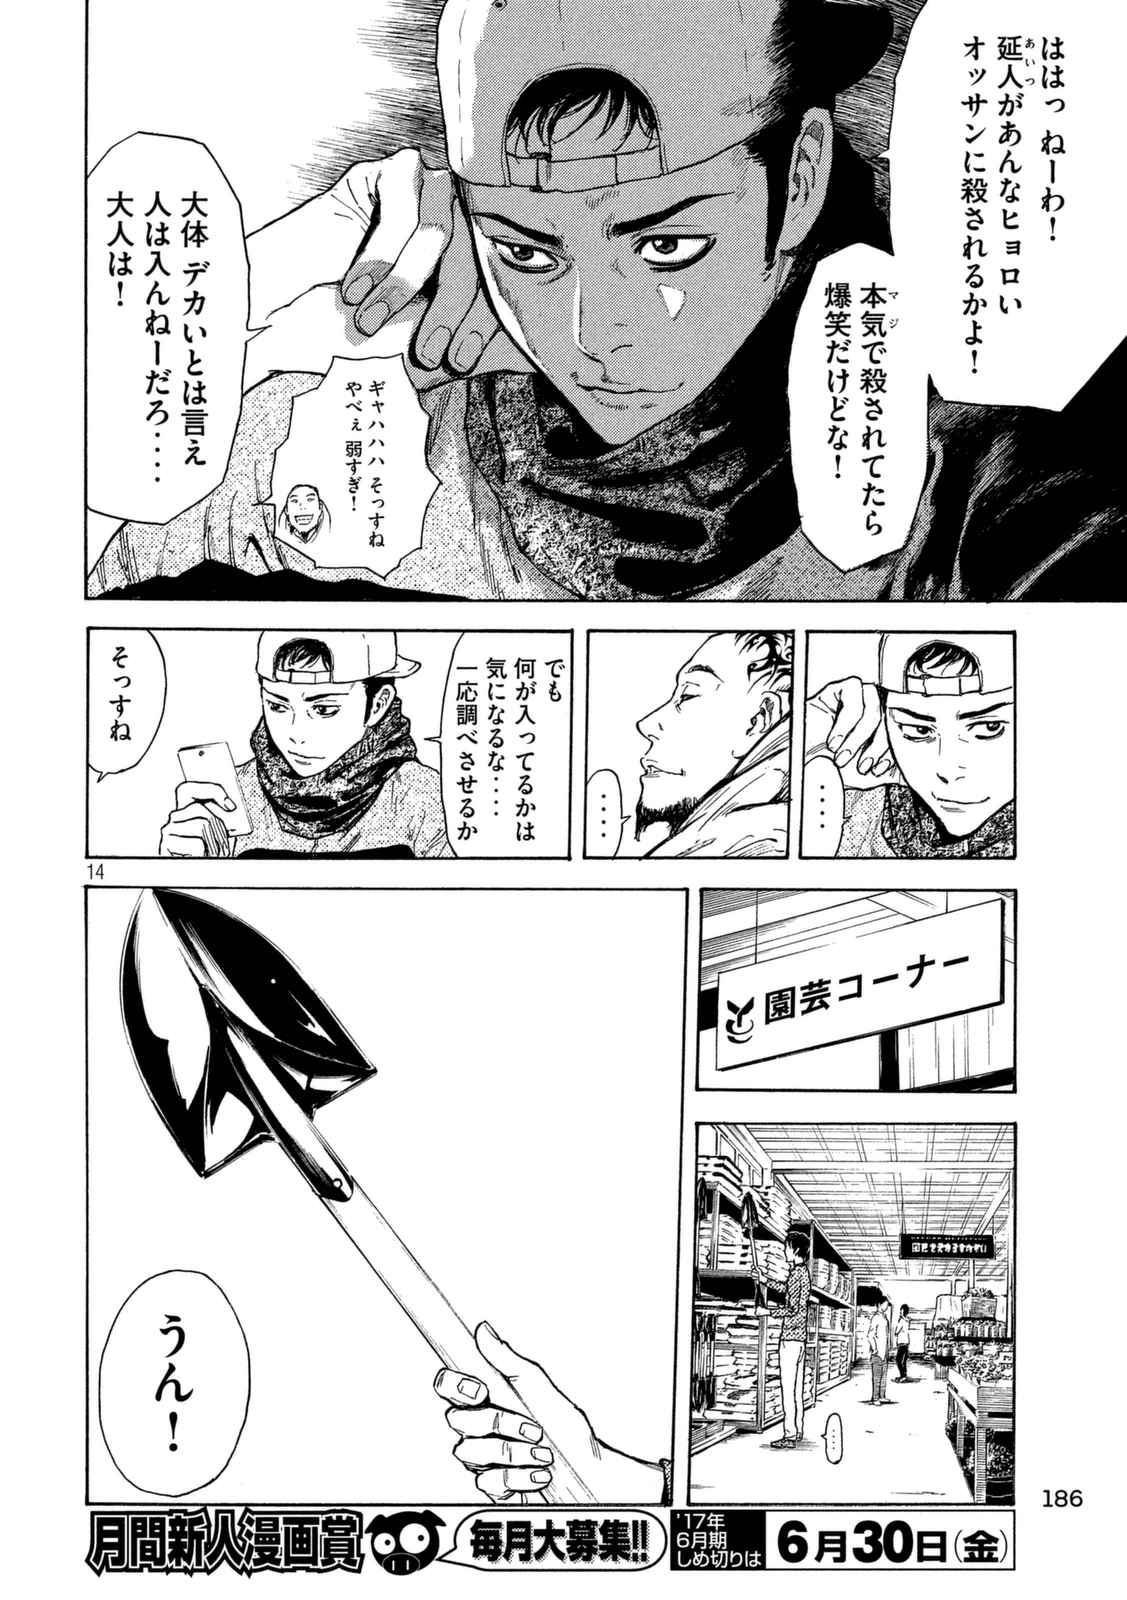 ははっ ねーわ！
延人があんなヒョロい
あいつ
オッサンに殺されるかよ！
本気で殺されてたら
マジ
爆笑だけどな！
ギャハハハ そっすね
やべぇ 弱すぎ！
大体 デカいとは言え
人は入んねーだろ‥‥
大人は！
‥‥
‥‥
でも
何が入ってるかは
気になるな‥‥
一応調べさせるか
そっすね
14
園芸コーナー
‥‥
うん！
186
月間新人漫画賞
毎月大募集!!
'17年
6月期
しめ切りは
6月30日(金)